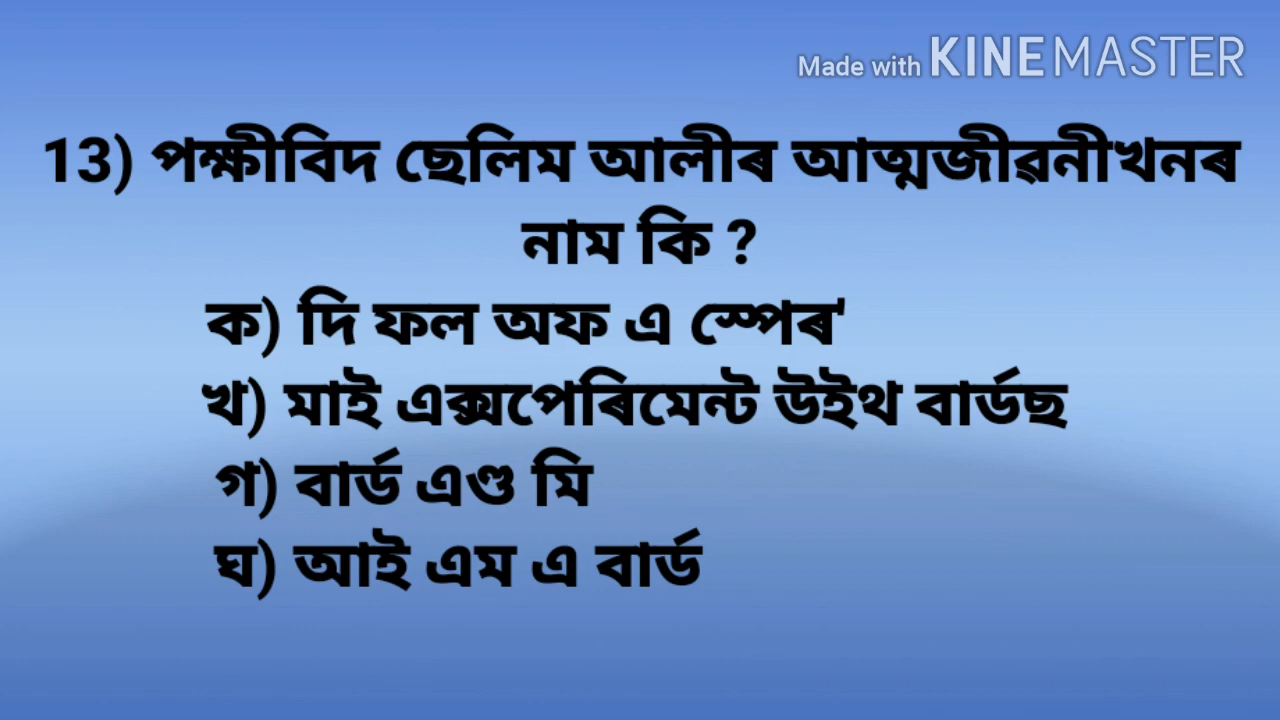 Made with KINEMASTER
13) পক্ষীবিদ ছেলিম আলীৰ আত্মজীৱনীখনৰ
নাম কি ?
ক) দি ফল অফ এ স্পেৰ'
খ) মাই এক্সপেৰিমেন্ট উইথ বাৰ্ডছ
গ) বাৰ্ড এণ্ড মি
ঘ) আই এম এ বাৰ্ড